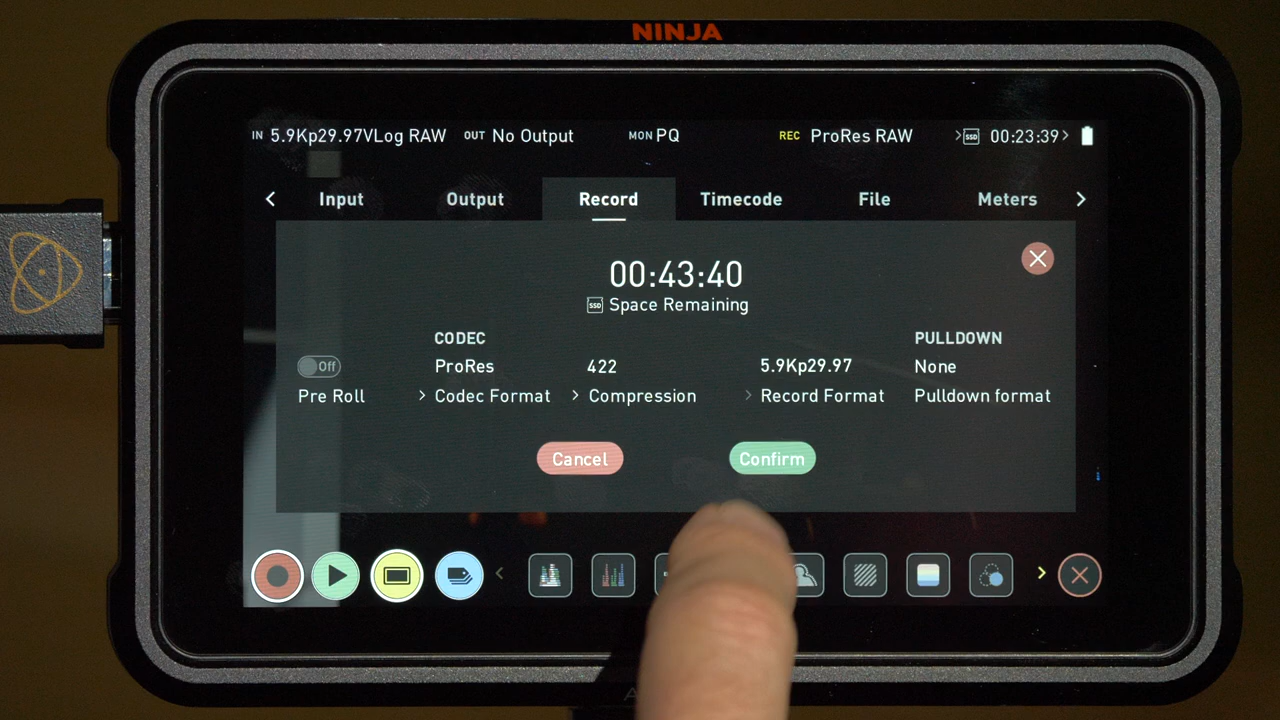 NINJA
IN 5.9Kp29.97VLog RAW OUT No Output MON PQ REC ProRes RAW SSD 00:23:39
Input Output Record Timecode File Meters
00:43:40
SSD Space Remaining
CODEC PULLDOWN
Off ProRes 422 5.9Kp29.97 None
Pre Roll Codec Format Compression Record Format Pulldown format
Cancel Confirm